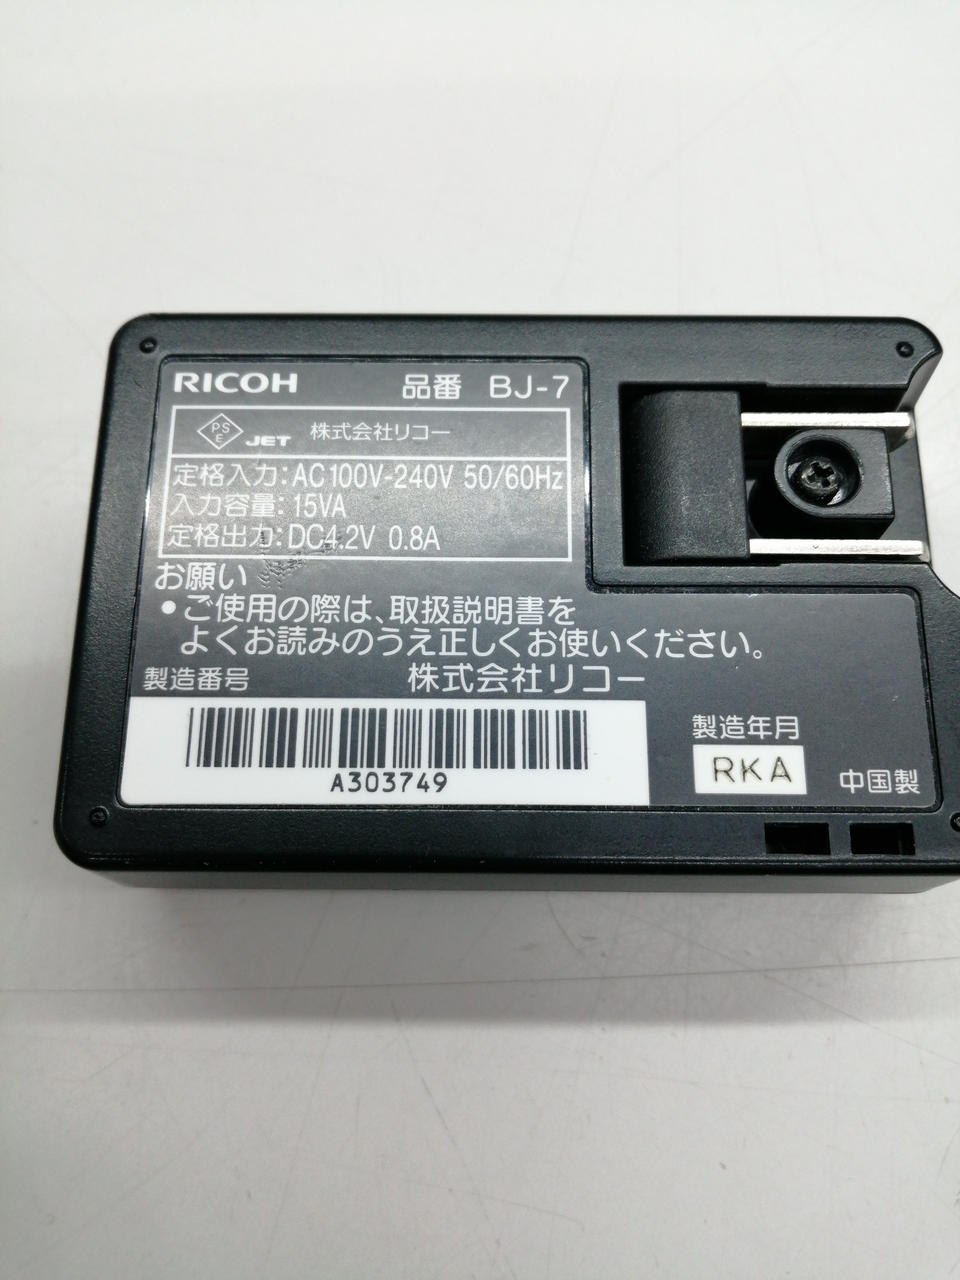 RICOH 品番 BJ-7
PSE JET 株式会社リコー
定格入力:AC100V-240V 50/60Hz
入力容量:15VA
定格出力:DC4.2V 0.8A
お願い
•ご使用の際は、取扱説明書を
よくお読みのうえ正しくお使いください。
製造番号 株式会社リコー
A303749
製造年月
RKA
中国製